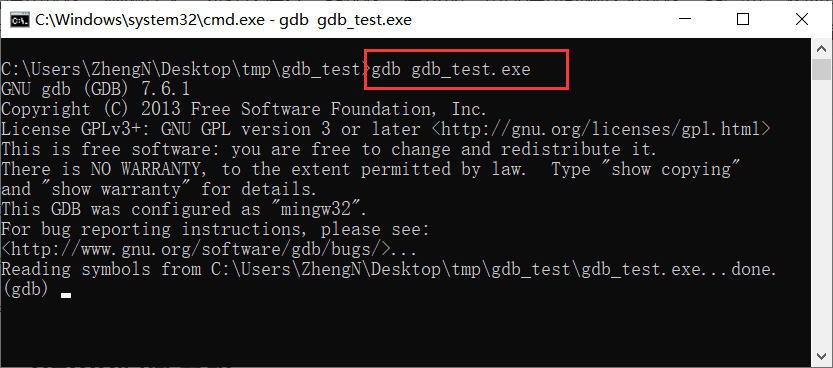 C:\Windows\system32\cmd.exe - gdb  gdb_test.exe
C:\Users\ZhengN\Desktop\tmp\gdb_test>gdb gdb_test.exe
GNU gdb (GDB) 7.6.1
Copyright (C) 2013 Free Software Foundation, Inc.
License GPLv3+: GNU GPL version 3 or later <http://gnu.org/licenses/gpl.html>
This is free software: you are free to change and redistribute it.
There is NO WARRANTY, to the extent permitted by law.  Type "show copying"
and "show warranty" for details.
This GDB was configured as "mingw32".
For bug reporting instructions, please see:
<http://www.gnu.org/software/gdb/bugs/>...
Reading symbols from C:\Users\ZhengN\Desktop\tmp\gdb_test\gdb_test.exe...done.
(gdb)